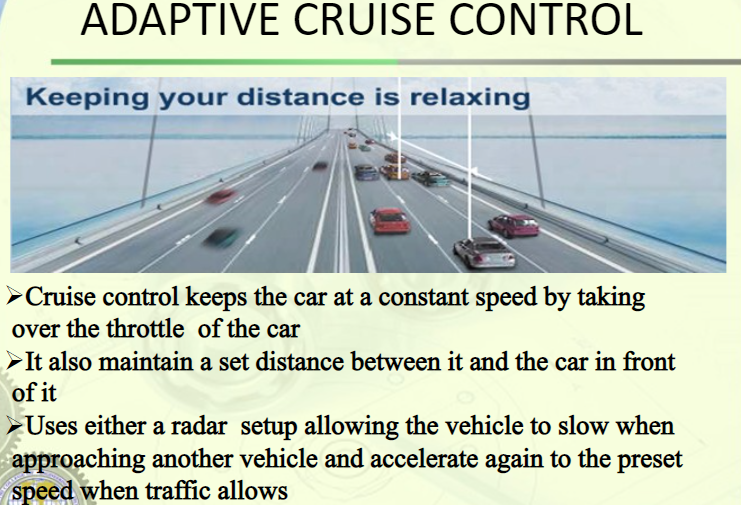 ADAPTIVE CRUISE CONTROL
Keeping your distance is relaxing
➢Cruise control keeps the car at a constant speed by taking
over the throttle of the car
➢It also maintain a set distance between it and the car in front
of it
➢Uses either a radar setup allowing the vehicle to slow when
approaching another vehicle and accelerate again to the preset
speed when traffic allows